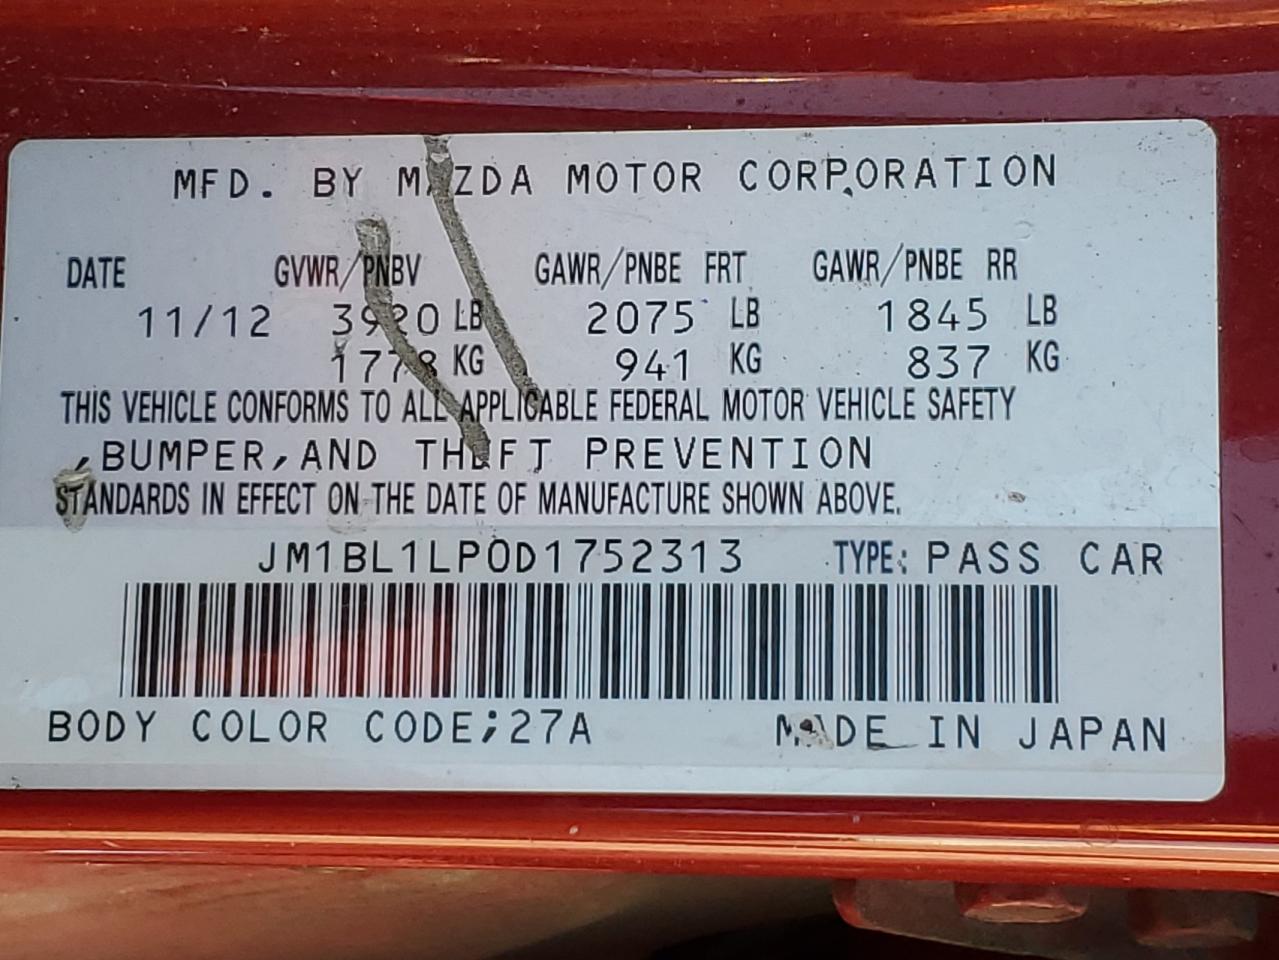 MFD. BY MAZDA MOTOR CORPORATION
DATE GVWR/PNBV GAWR/PNBE FRT GAWR/PNBE RR
11/12 3920 LB 2075 LB 1845 LB
1778 KG 941 KG 837 KG
THIS VEHICLE CONFORMS TO ALL APPLICABLE FEDERAL MOTOR VEHICLE SAFETY
,BUMPER,AND THEFT PREVENTION
STANDARDS IN EFFECT ON THE DATE OF MANUFACTURE SHOWN ABOVE.
JM1BL1LP0D1752313 TYPE: PASS CAR
BODY COLOR CODE;27A MADE IN JAPAN